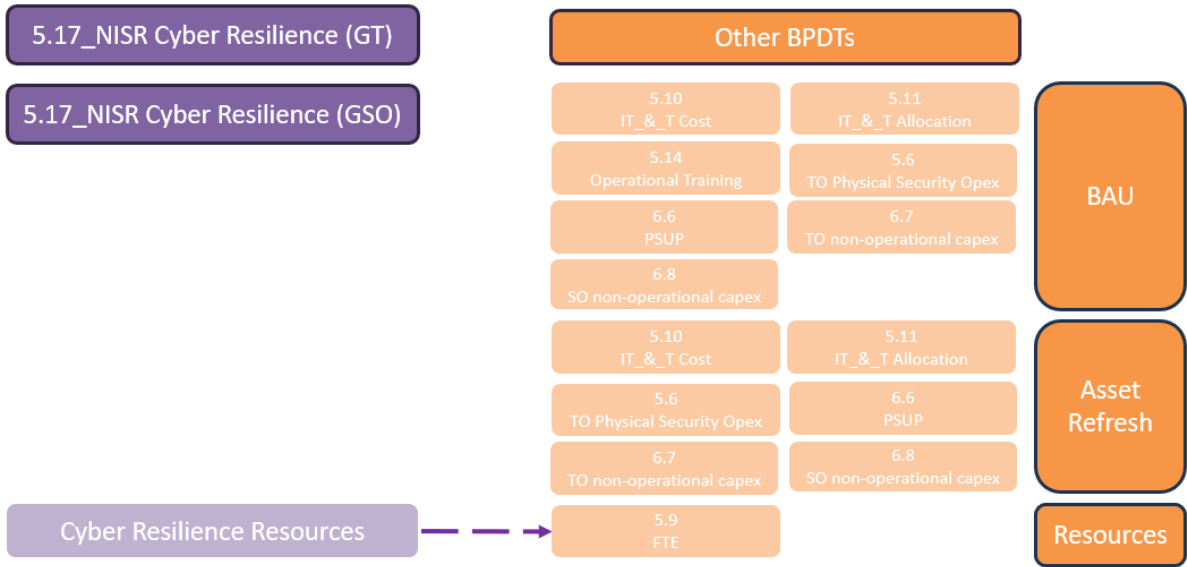 5.17_NISR Cyber Resilience (GT)
Other BPDTs
5.17_NISR Cyber Resilience (GSO)
5.10
IT_&_T Cost
5.11
IT_&_T Allocation
5.14
Operational Training
5.6
TO Physical Security Opex
6.6
PSUP
6.7
TO non-operational capex
6.8
SO non-operational capex
BAU
5.10
IT_&_T Cost
5.11
IT_&_T Allocation
5.6
TO Physical Security Opex
6.6
PSUP
6.7
TO non-operational capex
6.8
SO non-operational capex
Asset
Refresh
Cyber Resilience Resources
5.9
FTE
Resources